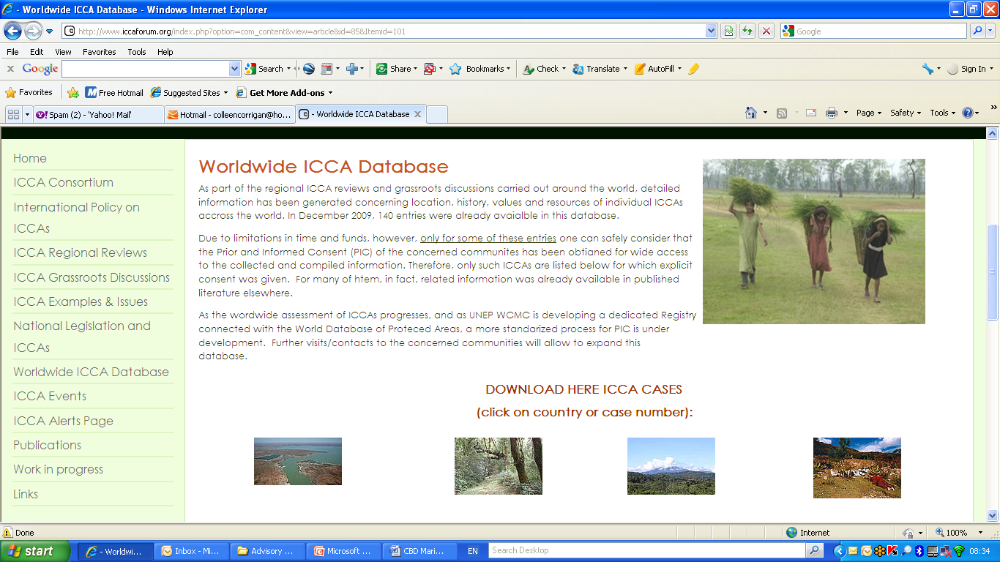 - Worldwide ICCA Database - Windows Internet Explorer
http://www.iccaforum.org/index.php?option=com_content&view=article&id=85&Itemid=101
Google
File Edit View Favorites Tools Help
x Google Search Share Bookmarks Check Translate AutoFill Sign In
Favorites Free Hotmail Suggested Sites Get More Add-ons
Y! Spam (2) - 'Yahoo! Mail' Hotmail - colleencorrigan@ho... - Worldwide ICCA Database Page Safety Tools
Home
ICCA Consortium
International Policy on
ICCAs
ICCA Regional Reviews
ICCA Grassroots Discussions
ICCA Examples & Issues
National Legislation and
ICCAs
Worldwide ICCA Database
ICCA Events
ICCA Alerts Page
Publications
Work in progress
Links
Worldwide ICCA Database
As part of the regional ICCA reviews and grassroots discussions carried out around the world, detailed
information has been generated concerning location, history, values and resources of individual ICCAs
accross the world. In December 2009, 140 entries were already avaialble in this database.
Due to limitations in time and funds, however, only for some of these entries one can safely consider that
the Prior and Informed Consent (PIC) of the concerned communites has been obtianed for wide access
to the collected and compiled information. Therefore, only such ICCAs are listed below for which explicit
consent was given. For many of htem, in fact, related information was already available in published
literature elsewhere.
As the wordwide assessment of ICCAs progresses, and as UNEP WCMC is developing a dedicated Registry
connected with the World Database of Proteced Areas, a more standarized process for PIC is under
development. Further visits/contacts to the concerned communities will allow to expand this
database.
DOWNLOAD HERE ICCA CASES
(click on country or case number):
Done Internet 100%
start - Worldwi... Inbox - Mi... Advisory ... Microsoft ... CBD Mari... EN Search Desktop 08:34